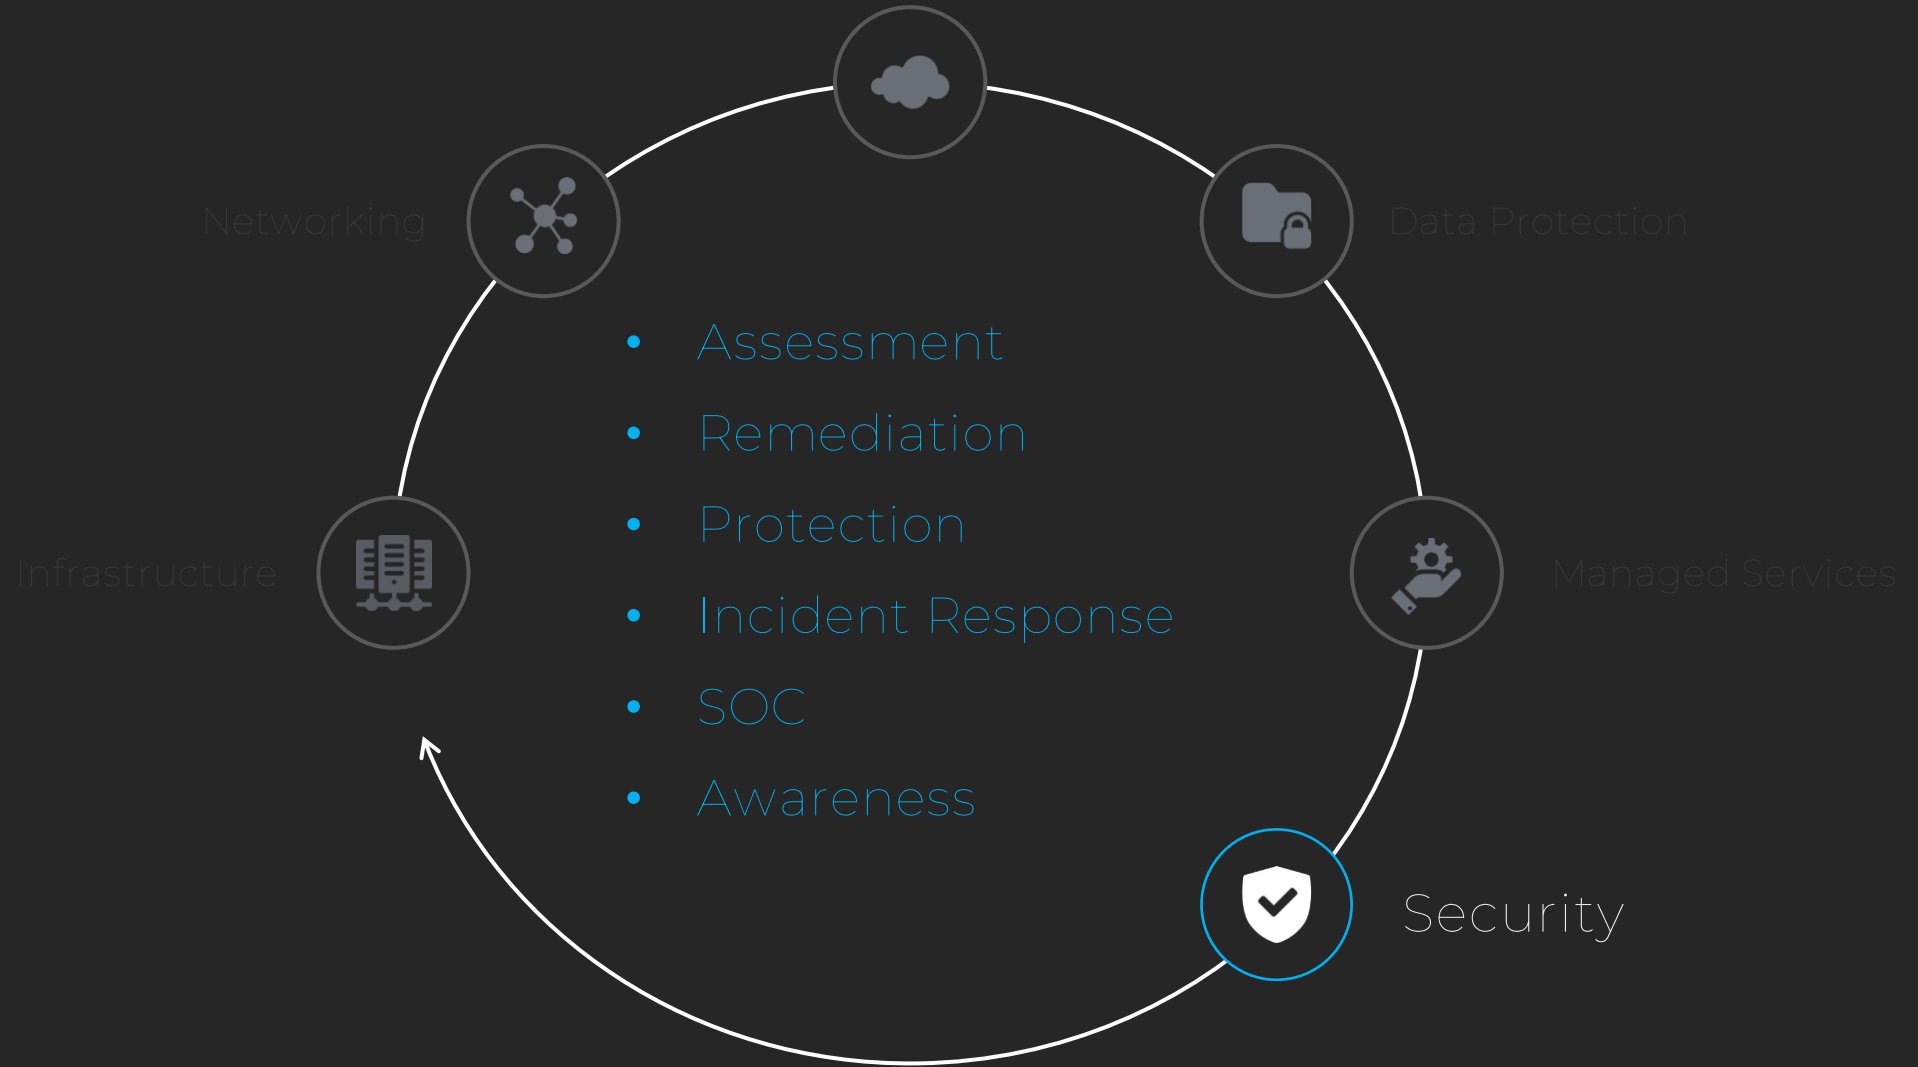 Networking
Data Protection
• Assessment
• Remediation
• Protection
• Incident Response
• SOC
• Awareness
Infrastructure
Managed Services
Security